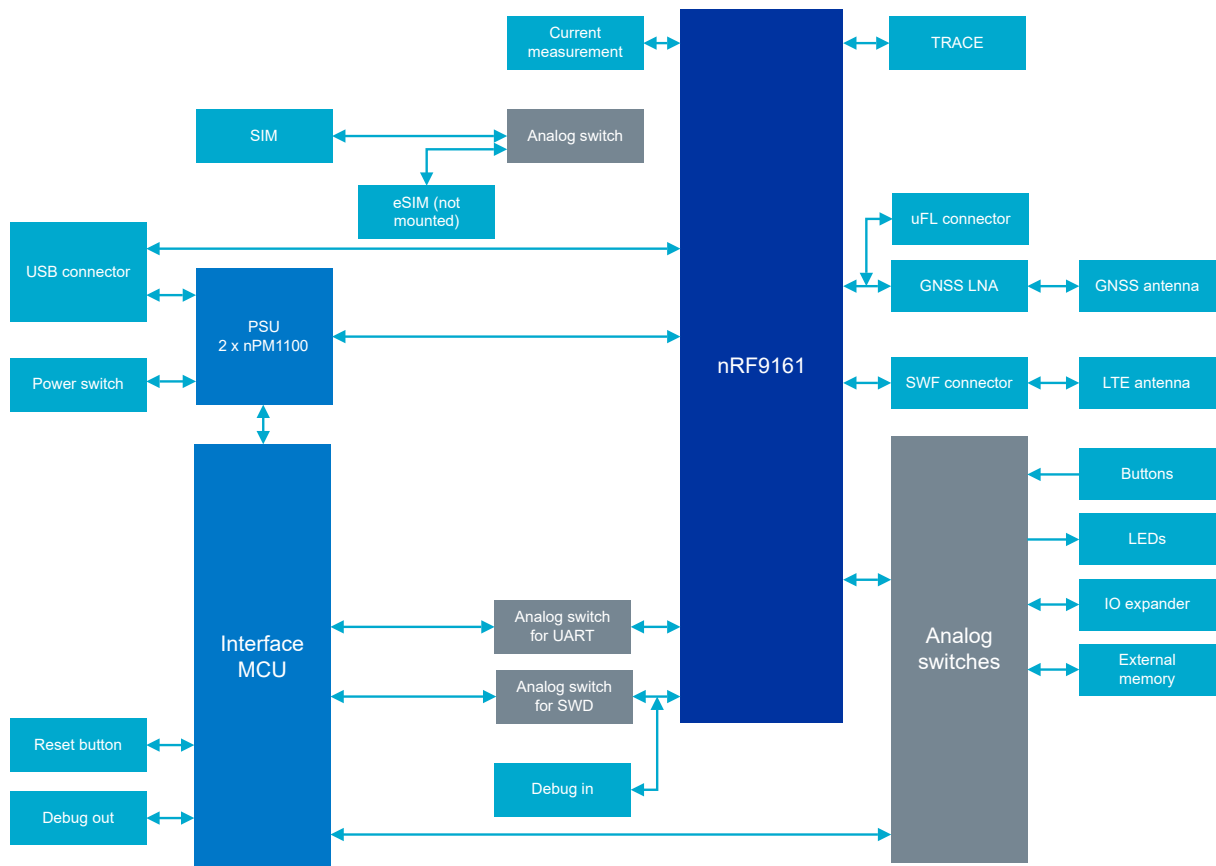 Current
measurement
TRACE
SIM
Analog switch
eSIM (not
mounted)
uFL connector
USB connector
GNSS LNA
GNSS antenna
PSU
2 x nPM1100
nRF9161
Power switch
SWF connector
LTE antenna
Buttons
LEDs
IO expander
Analog switch
for UART
Interface
MCU
Analog
switches
External
memory
Analog switch
for SWD
Reset button
Debug in
Debug out